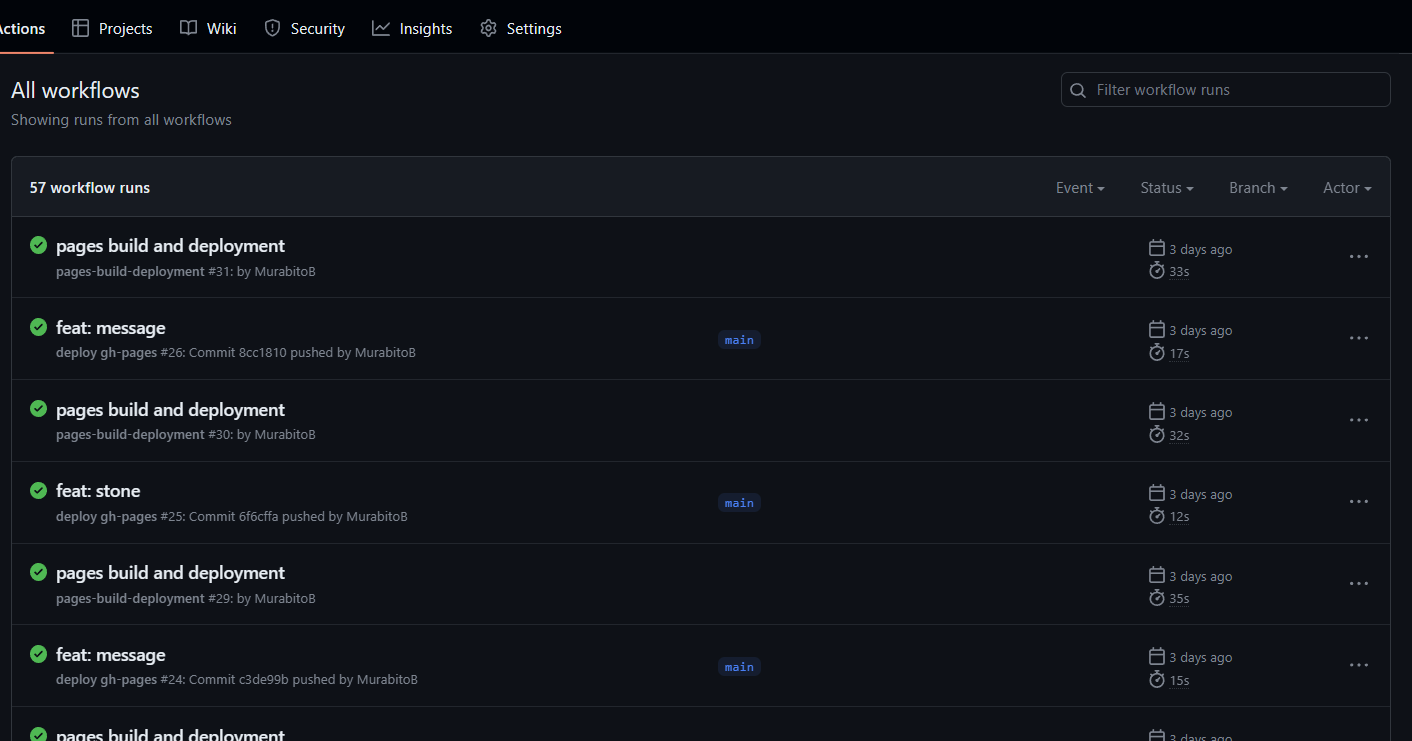 Actions Projects Wiki Security Insights Settings
All workflows
Filter workflow runs
Showing runs from all workflows
57 workflow runs Event Status Branch Actor
pages build and deployment
3 days ago
pages-build-deployment #31: by MurabitoB
33s
feat: message
main
3 days ago
deploy gh-pages #26: Commit 8cc1810 pushed by MurabitoB
17s
pages build and deployment
3 days ago
pages-build-deployment #30: by MurabitoB
32s
feat: stone
main
3 days ago
deploy gh-pages #25: Commit 6f6cffa pushed by MurabitoB
12s
pages build and deployment
3 days ago
pages-build-deployment #29: by MurabitoB
35s
feat: message
main
3 days ago
deploy gh-pages #24: Commit c3de99b pushed by MurabitoB
15s
pages build and deployment
3 days ago